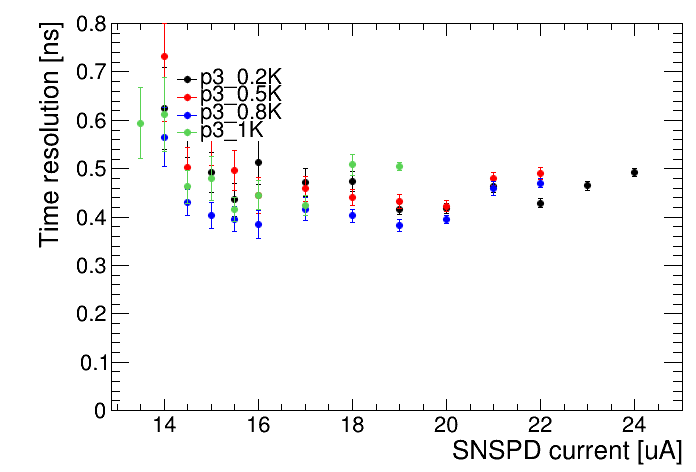 Time resolution [ns]
0.8
0.7
0.6
0.5
0.4
0.3
0.2
0.1
0
p3_0.2K
p3_0.5K
p3_0.8K
p3_1K
14 16 18 20 22 24
SNSPD current [uA]